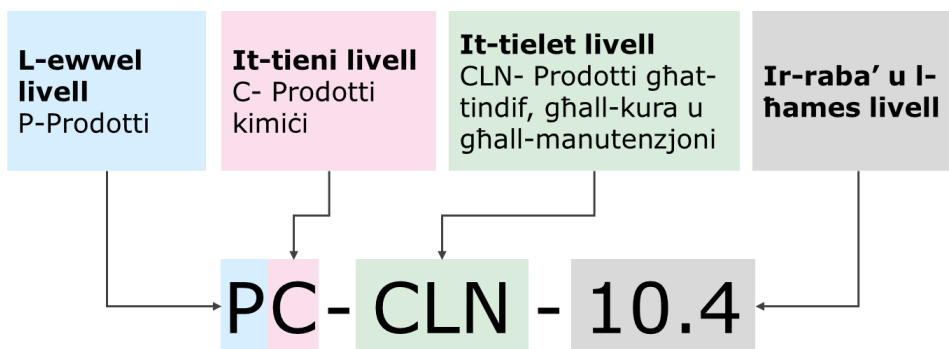 L-ewwel
livell
P-Prodotti
It-tieni livell
C- Prodotti
kimiċi
It-tielet livell
CLN- Prodotti għat-
tindif, għall-kura u
għall-manutenzjoni
Ir-raba’ u l-
ħames livell
PC - CLN - 10.4